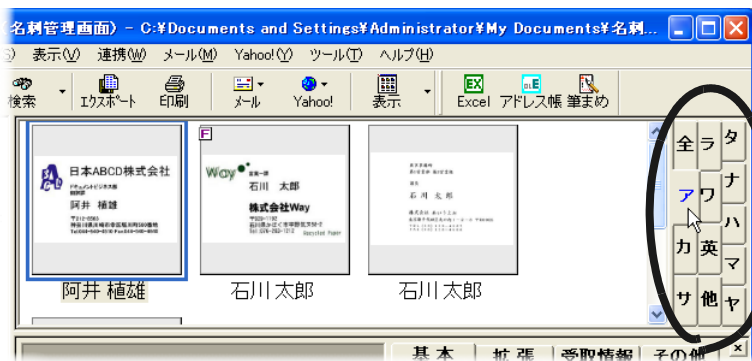 名刺管理画面) - C:¥Documents and Settings¥Administrator¥My Documents¥名刺...
表示(V) 連携(W) メール(M) Yahoo!(Y) ツール(T) ヘルプ(H)
検索 エクスポート 印刷 メール Yahoo! 表示 Excel アドレス帳 筆まめ
日本ABCD株式会社
阿井 植雄
阿井 植雄
F
Way
石川 太郎
株式会社Way
Recycled Paper
石川 太郎
石川 太郎
石川 太郎
全 ラ タ
ア ワ ナ
カ 英 ハ
サ 他 マ
ヤ
基本 拡張 受取情報 その他